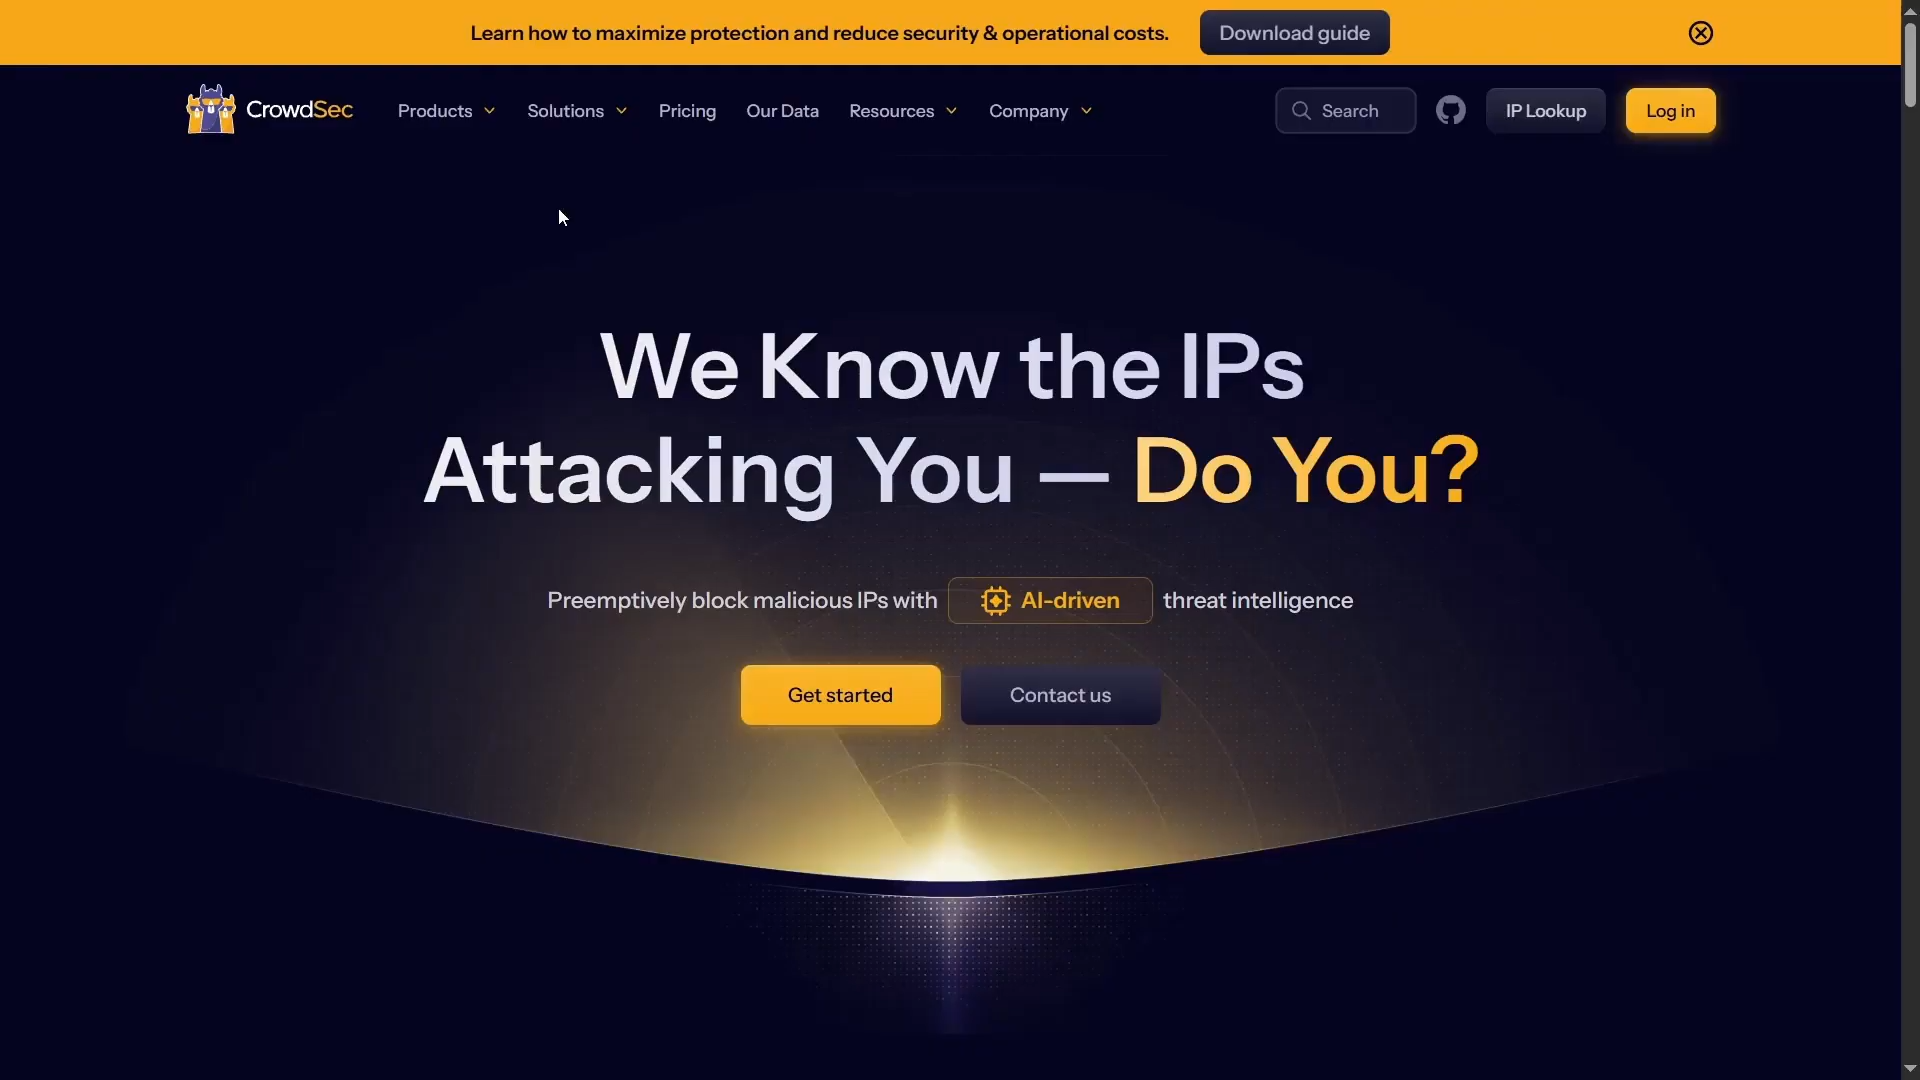 Learn how to maximize protection and reduce security & operational costs. Download guide
CrowdSec Products Solutions Pricing Our Data Resources Company Search IP Lookup Log in
We Know the IPs
Attacking You — Do You?
Preemptively block malicious IPs with AI-driven threat intelligence
Get started Contact us